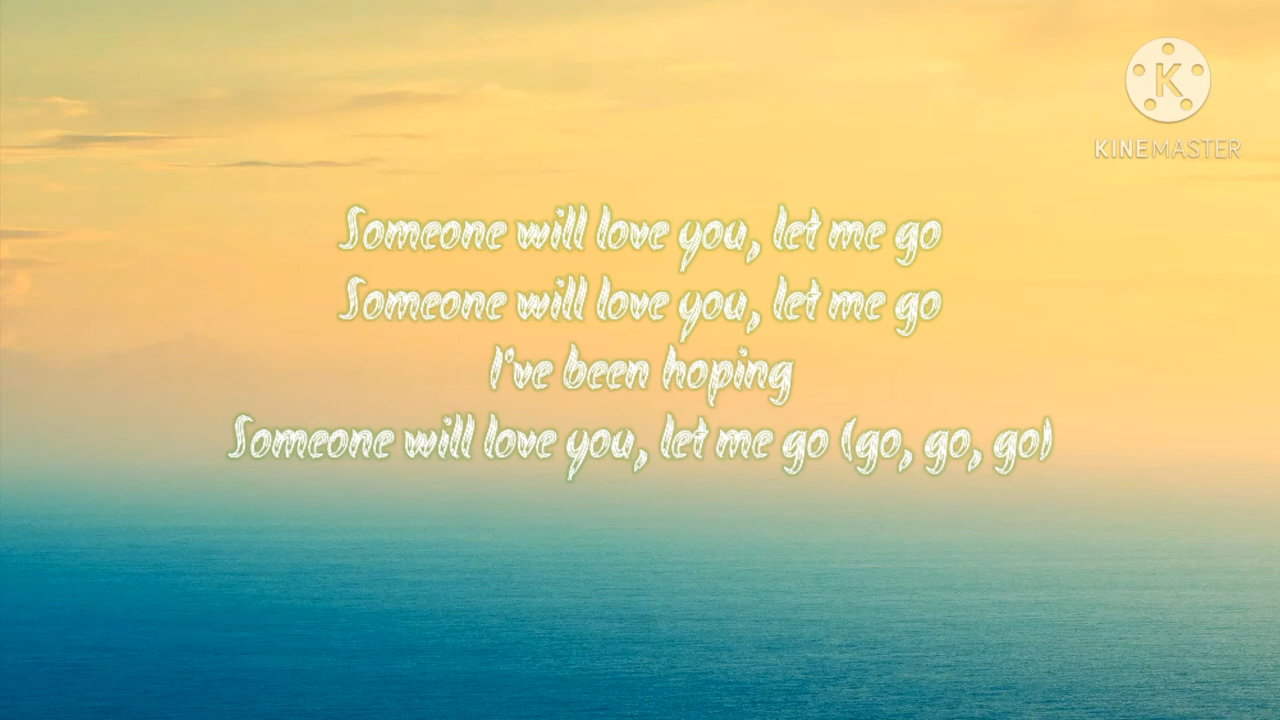 K
KINEMASTER
Someone will love you, let me go
Someone will love you, let me go
I've been hoping
Someone will love you, let me go (go, go, go)